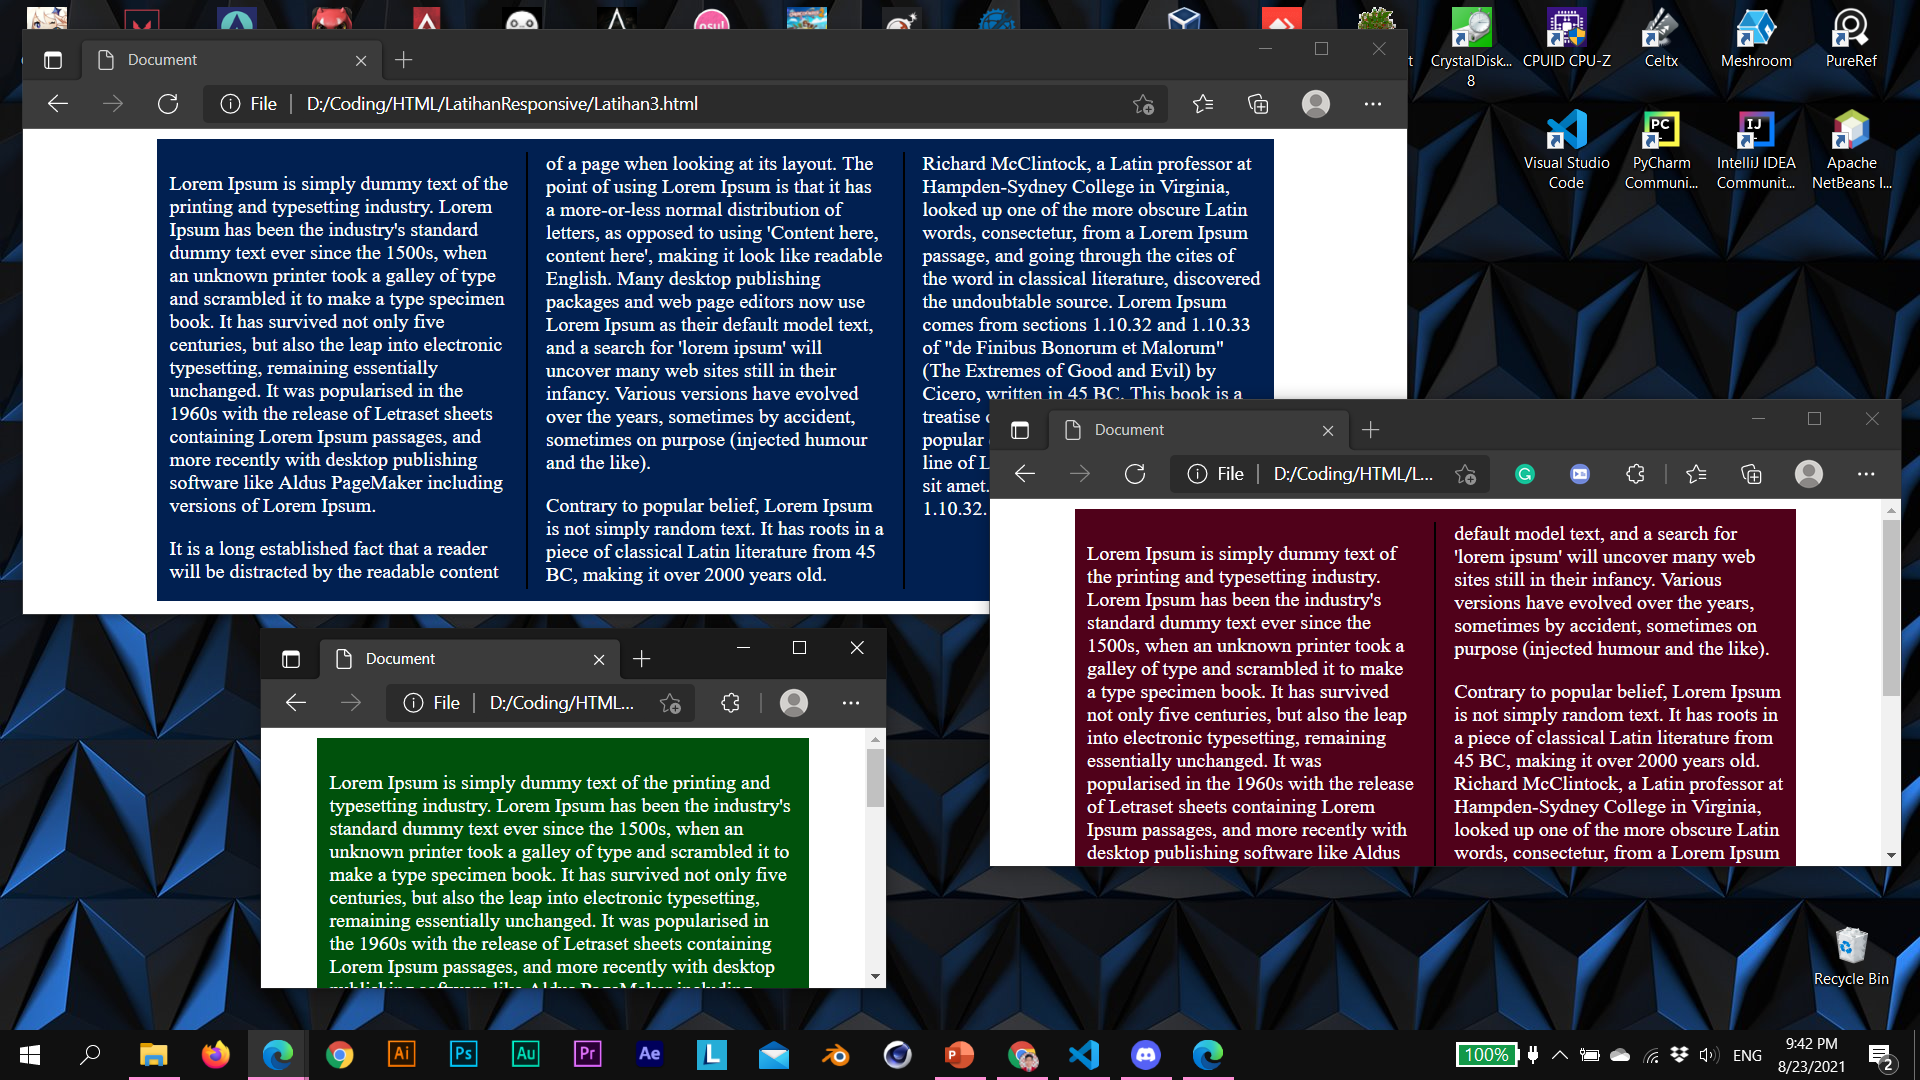 Document
File
D:/Coding/HTML/LatihanResponsive/Latihan3.html
Lorem Ipsum is simply dummy text of the
printing and typesetting industry. Lorem
Ipsum has been the industry's standard
dummy text ever since the 1500s, when
an unknown printer took a galley of type
and scrambled it to make a type specimen
book. It has survived not only five
centuries, but also the leap into electronic
typesetting, remaining essentially
unchanged. It was popularised in the
1960s with the release of Letraset sheets
containing Lorem Ipsum passages, and
more recently with desktop publishing
software like Aldus PageMaker including
versions of Lorem Ipsum.
It is a long established fact that a reader
will be distracted by the readable content
of a page when looking at its layout. The
point of using Lorem Ipsum is that it has
a more-or-less normal distribution of
letters, as opposed to using 'Content here,
content here', making it look like readable
English. Many desktop publishing
packages and web page editors now use
Lorem Ipsum as their default model text,
and a search for 'lorem ipsum' will
uncover many web sites still in their
infancy. Various versions have evolved
over the years, sometimes by accident,
sometimes on purpose (injected humour
and the like).
Contrary to popular belief, Lorem Ipsum
is not simply random text. It has roots in a
piece of classical Latin literature from 45
BC, making it over 2000 years old.
Richard McClintock, a Latin professor at
Hampden-Sydney College in Virginia,
looked up one of the more obscure Latin
words, consectetur, from a Lorem Ipsum
passage, and going through the cites of
the word in classical literature, discovered
the undoubtable source. Lorem Ipsum
comes from sections 1.10.32 and 1.10.33
of "de Finibus Bonorum et Malorum"
(The Extremes of Good and Evil) by
Cicero, written in 45 BC. This book is a
treatise
popular
line of L
sit amet.
1.10.32.
Document
File
D:/Coding/HTML...
Lorem Ipsum is simply dummy text of the printing and
typesetting industry. Lorem Ipsum has been the industry's
standard dummy text ever since the 1500s, when an
unknown printer took a galley of type and scrambled it to
make a type specimen book. It has survived not only five
centuries, but also the leap into electronic typesetting,
remaining essentially unchanged. It was popularised in
the 1960s with the release of Letraset sheets containing
Lorem Ipsum passages, and more recently with desktop
publishing software like Aldus PageMaker including
Document
File
D:/Coding/HTML/L...
Lorem Ipsum is simply dummy text of
the printing and typesetting industry.
Lorem Ipsum has been the industry's
standard dummy text ever since the
1500s, when an unknown printer took a
galley of type and scrambled it to make
a type specimen book. It has survived
not only five centuries, but also the leap
into electronic typesetting, remaining
essentially unchanged. It was
popularised in the 1960s with the release
of Letraset sheets containing Lorem
Ipsum passages, and more recently with
desktop publishing software like Aldus
default model text, and a search for
'lorem ipsum' will uncover many web
sites still in their infancy. Various
versions have evolved over the years,
sometimes by accident, sometimes on
purpose (injected humour and the like).
Contrary to popular belief, Lorem Ipsum
is not simply random text. It has roots in
a piece of classical Latin literature from
45 BC, making it over 2000 years old.
Richard McClintock, a Latin professor at
Hampden-Sydney College in Virginia,
looked up one of the more obscure Latin
words, consectetur, from a Lorem Ipsum
CrystalDisk...
8
CPUID CPU-Z
Celtx
Meshroom
PureRef
Visual Studio
Code
PC
PyCharm
Communi...
IJ
IntelliJ IDEA
Communit...
Apache
NetBeans I...
osu!
Recycle Bin
Ai
Ps
Au
Pr
Ae
L
100%
ENG
9:42 PM
8/23/2021
2